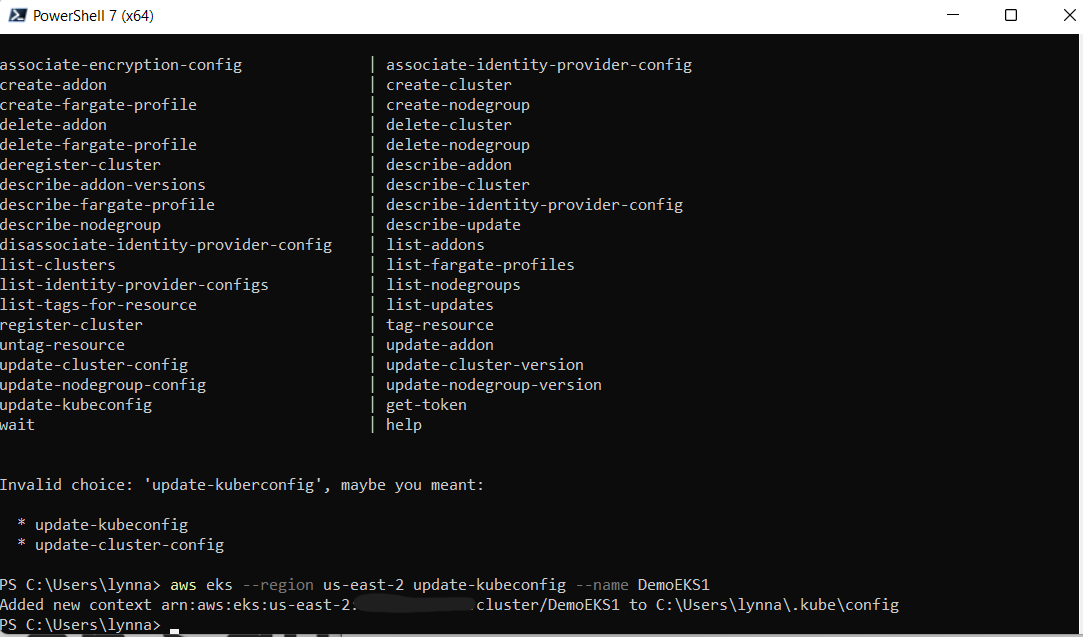 PowerShell 7 (x64)
associate-encryption-config | associate-identity-provider-config
create-addon | create-cluster
create-fargate-profile | create-nodegroup
delete-addon | delete-cluster
delete-fargate-profile | delete-nodegroup
deregister-cluster | describe-addon
describe-addon-versions | describe-cluster
describe-fargate-profile | describe-identity-provider-config
describe-nodegroup | describe-update
disassociate-identity-provider-config | list-addons
list-clusters | list-fargate-profiles
list-identity-provider-configs | list-nodegroups
list-tags-for-resource | list-updates
register-cluster | tag-resource
untag-resource | update-addon
update-cluster-config | update-cluster-version
update-nodegroup-config | update-nodegroup-version
update-kubeconfig | get-token
wait | help
Invalid choice: 'update-kuberconfig', maybe you meant:
* update-kubeconfig
* update-cluster-config
PS C:\Users\lynna> aws eks --region us-east-2 update-kubeconfig --name DemoEKS1
Added new context arn:aws:eks:us-east-2: :cluster/DemoEKS1 to C:\Users\lynna\.kube\config
PS C:\Users\lynna>